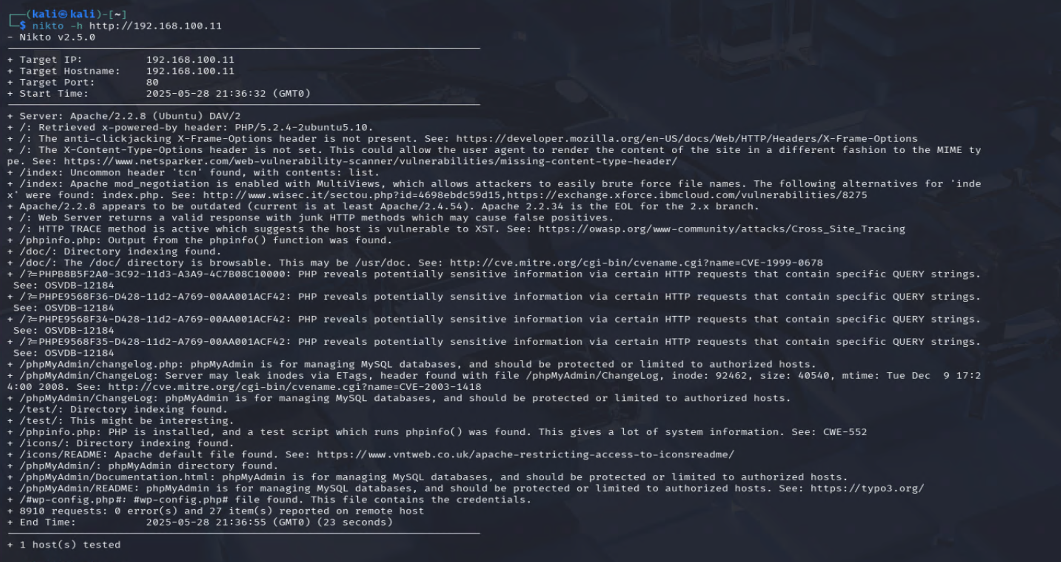 ┌──(kali㉿kali)-[~]
└─$ nikto -h http://192.168.100.11
- Nikto v2.5.0
---------------------------------------------------------------------------
+ Target IP:          192.168.100.11
+ Target Hostname:    192.168.100.11
+ Target Port:        80
+ Start Time:         2025-05-28 21:36:32 (GMT0)
---------------------------------------------------------------------------
+ Server: Apache/2.2.8 (Ubuntu) DAV/2
+ /: Retrieved x-powered-by header: PHP/5.2.4-2ubuntu5.10.
+ /: The anti-clickjacking X-Frame-Options header is not present. See: https://developer.mozilla.org/en-US/docs/Web/HTTP/Headers/X-Frame-Options
+ /: The X-Content-Type-Options header is not set. This could allow the user agent to render the content of the site in a different fashion to the MIME ty
pe. See: https://www.netsparker.com/web-vulnerability-scanner/vulnerabilities/missing-content-type-header/
+ /index: Uncommon header 'tcn' found, with contents: list.
+ /index: Apache mod_negotiation is enabled with MultiViews, which allows attackers to easily brute force file names. The following alternatives for 'inde
x' were found: index.php. See: http://www.wisec.it/sectou.php?id=4698ebdc59d15,https://exchange.xforce.ibmcloud.com/vulnerabilities/8275
+ Apache/2.2.8 appears to be outdated (current is at least Apache/2.4.54). Apache 2.2.34 is the EOL for the 2.x branch.
+ /: Web Server returns a valid response with junk HTTP methods which may cause false positives.
+ /: HTTP TRACE method is active which suggests the host is vulnerable to XST. See: https://owasp.org/www-community/attacks/Cross_Site_Tracing
+ /phpinfo.php: Output from the phpinfo() function was found.
+ /doc/: Directory indexing found.
+ /doc/: The /doc/ directory is browsable. This may be /usr/doc. See: http://cve.mitre.org/cgi-bin/cvename.cgi?name=CVE-1999-0678
+ /?=PHPB8B5F2A0-3C92-11d3-A3A9-4C7B08C10000: PHP reveals potentially sensitive information via certain HTTP requests that contain specific QUERY strings.
 See: OSVDB-12184
+ /?=PHPE9568F36-D428-11d2-A769-00AA001ACF42: PHP reveals potentially sensitive information via certain HTTP requests that contain specific QUERY strings.
 See: OSVDB-12184
+ /?=PHPE9568F34-D428-11d2-A769-00AA001ACF42: PHP reveals potentially sensitive information via certain HTTP requests that contain specific QUERY strings.
 See: OSVDB-12184
+ /?=PHPE9568F35-D428-11d2-A769-00AA001ACF42: PHP reveals potentially sensitive information via certain HTTP requests that contain specific QUERY strings.
 See: OSVDB-12184
+ /phpMyAdmin/changelog.php: phpMyAdmin is for managing MySQL databases, and should be protected or limited to authorized hosts.
+ /phpMyAdmin/ChangeLog: Server may leak inodes via ETags, header found with file /phpMyAdmin/ChangeLog, inode: 92462, size: 40540, mtime: Tue Dec  9 17:2
4:00 2008. See: http://cve.mitre.org/cgi-bin/cvename.cgi?name=CVE-2003-1418
+ /phpMyAdmin/ChangeLog: phpMyAdmin is for managing MySQL databases, and should be protected or limited to authorized hosts.
+ /test/: Directory indexing found.
+ /test/: This might be interesting.
+ /phpinfo.php: PHP is installed, and a test script which runs phpinfo() was found. This gives a lot of system information. See: CWE-552
+ /icons/: Directory indexing found.
+ /icons/README: Apache default file found. See: https://www.vntweb.co.uk/apache-restricting-access-to-iconsreadme/
+ /phpMyAdmin/: phpMyAdmin directory found.
+ /phpMyAdmin/Documentation.html: phpMyAdmin is for managing MySQL databases, and should be protected or limited to authorized hosts.
+ /phpMyAdmin/README: phpMyAdmin is for managing MySQL databases, and should be protected or limited to authorized hosts. See: https://typo3.org/
+ /#wp-config.php#: #wp-config.php# file found. This file contains the credentials.
+ 8910 requests: 0 error(s) and 27 item(s) reported on remote host
+ End Time:           2025-05-28 21:36:55 (GMT0) (23 seconds)
---------------------------------------------------------------------------
+ 1 host(s) tested